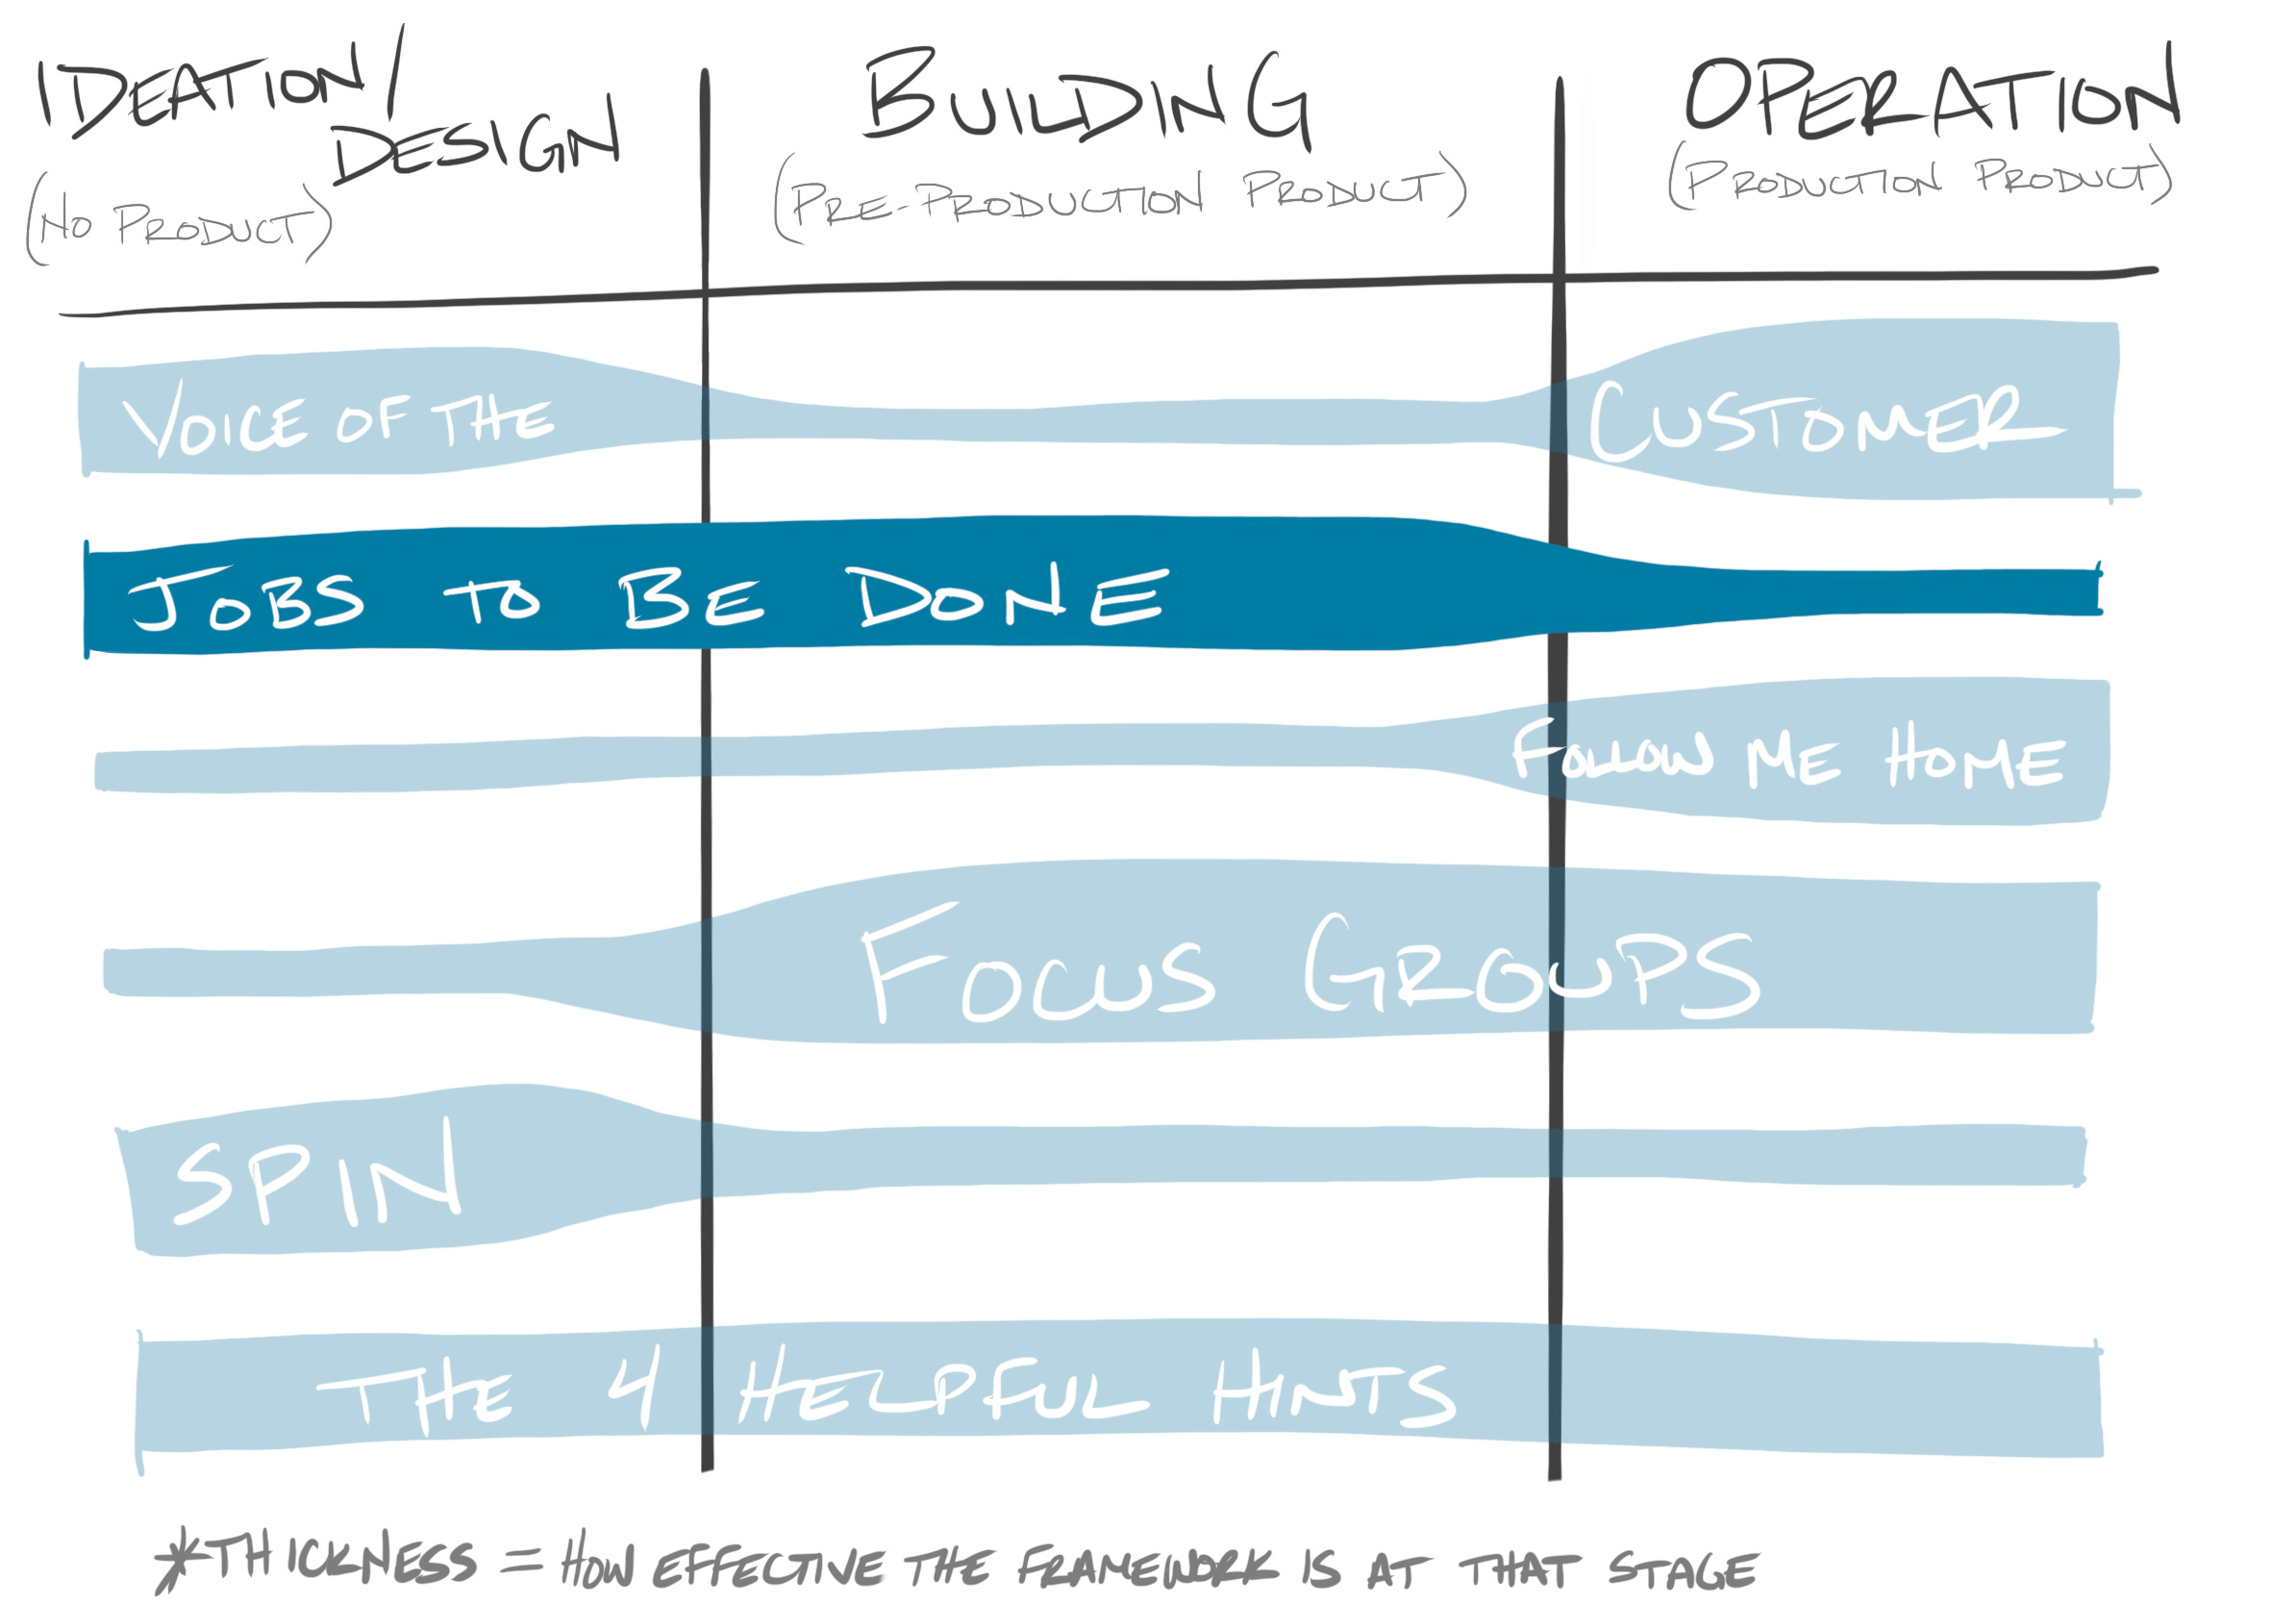 IDEATION/
DESIGN
(NO PRODUCT)
BUILDING
(PRE-PRODUCTION PRODUCT)
OPERATION
(PRODUCTION PRODUCT)
VOICE OF THE CUSTOMER
JOBS TO BE DONE
FOLLOW ME HOME
FOCUS GROUPS
SPIN
THE 4 HELPFUL HINTS
*THICKNESS = HOW EFFECTIVE THE FRAMEWORK IS AT THAT STAGE